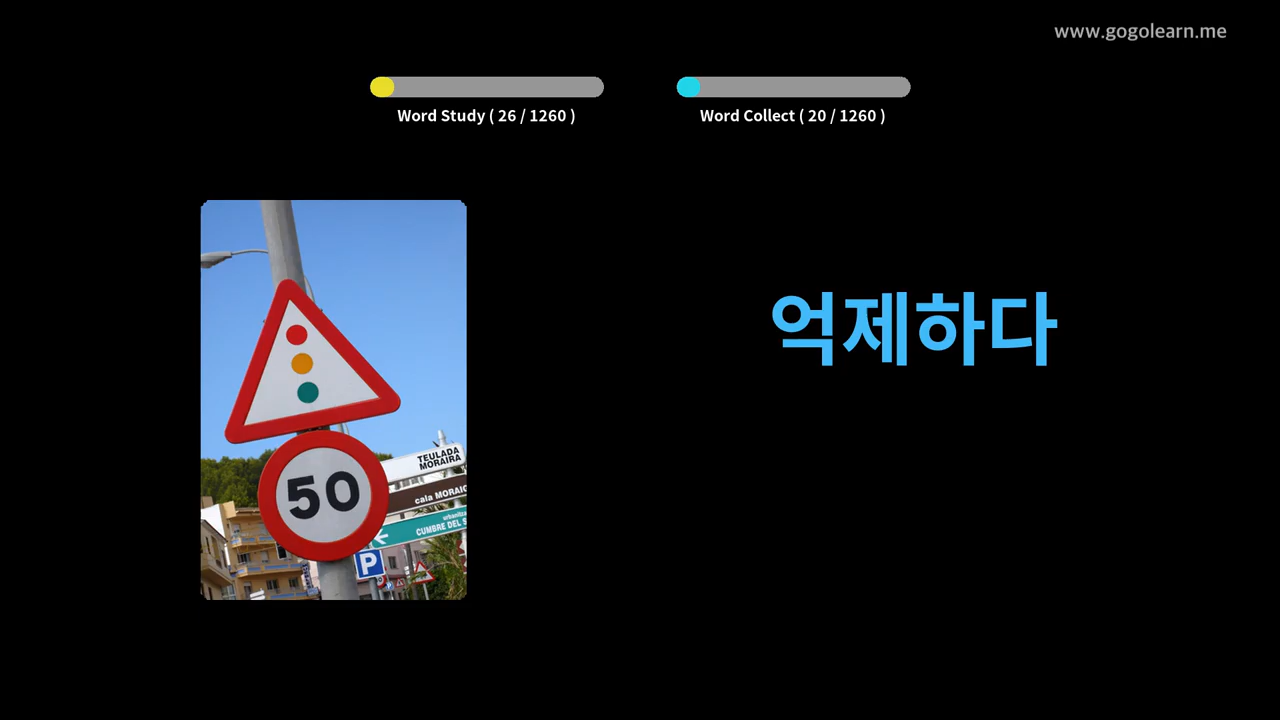 www.gogolearn.me
Word Study ( 26 / 1260 )
Word Collect ( 20 / 1260 )
억제하다
50
TEULADA
MORAIRA
cala
CUMBRE DEL
P